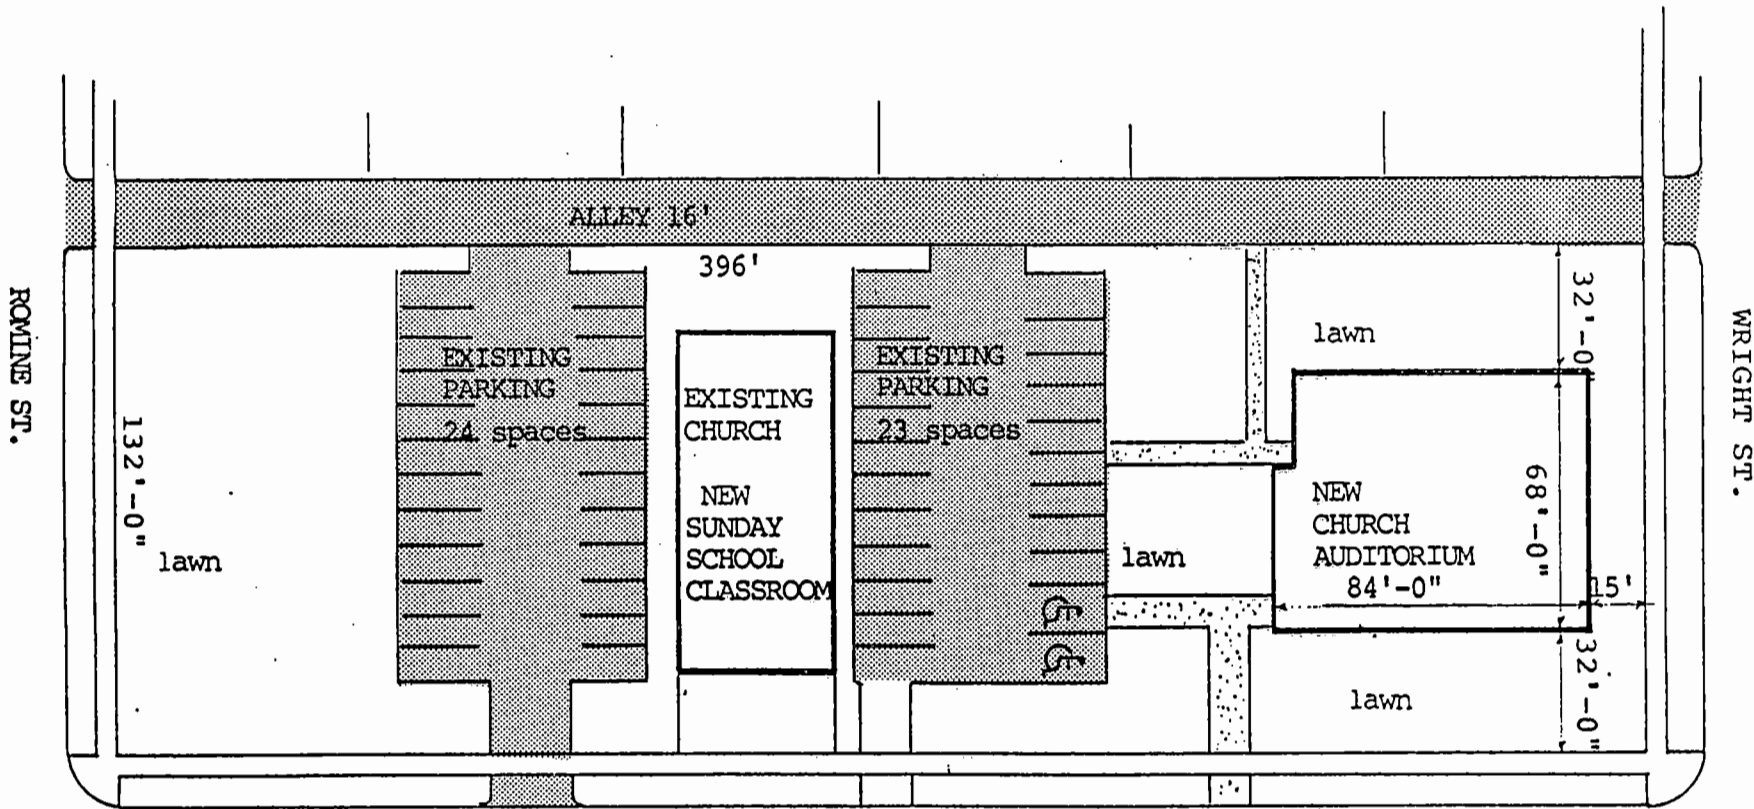 ALLEY 16'
396'
ROMINE ST.
132'-0"
lawn
EXISTING
PARKING
24 spaces
EXISTING
CHURCH
NEW
SUNDAY
SCHOOL
CLASSROOM
EXISTING
PARKING
23 spaces
lawn
lawn
NEW
CHURCH
AUDITORIUM
84'-0"
15'
32'-0"
68'-0"
32'-0"
lawn
WRIGHT ST.